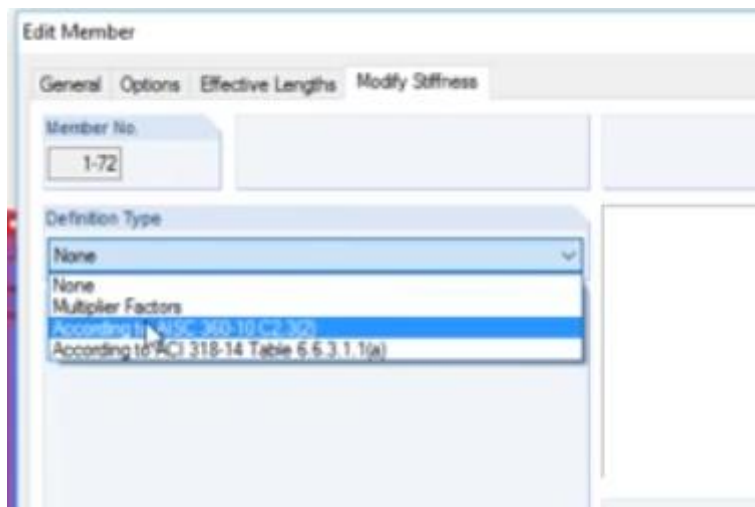 Edit Member
General Options Effective Lengths Modify Stiffness
Member No.
1-72
Definition Type
None
None
Multiplier Factors
According to AISC 360-10 C2.3(2)
According to ACI 318-14 Table 6.6.3.1.1(a)